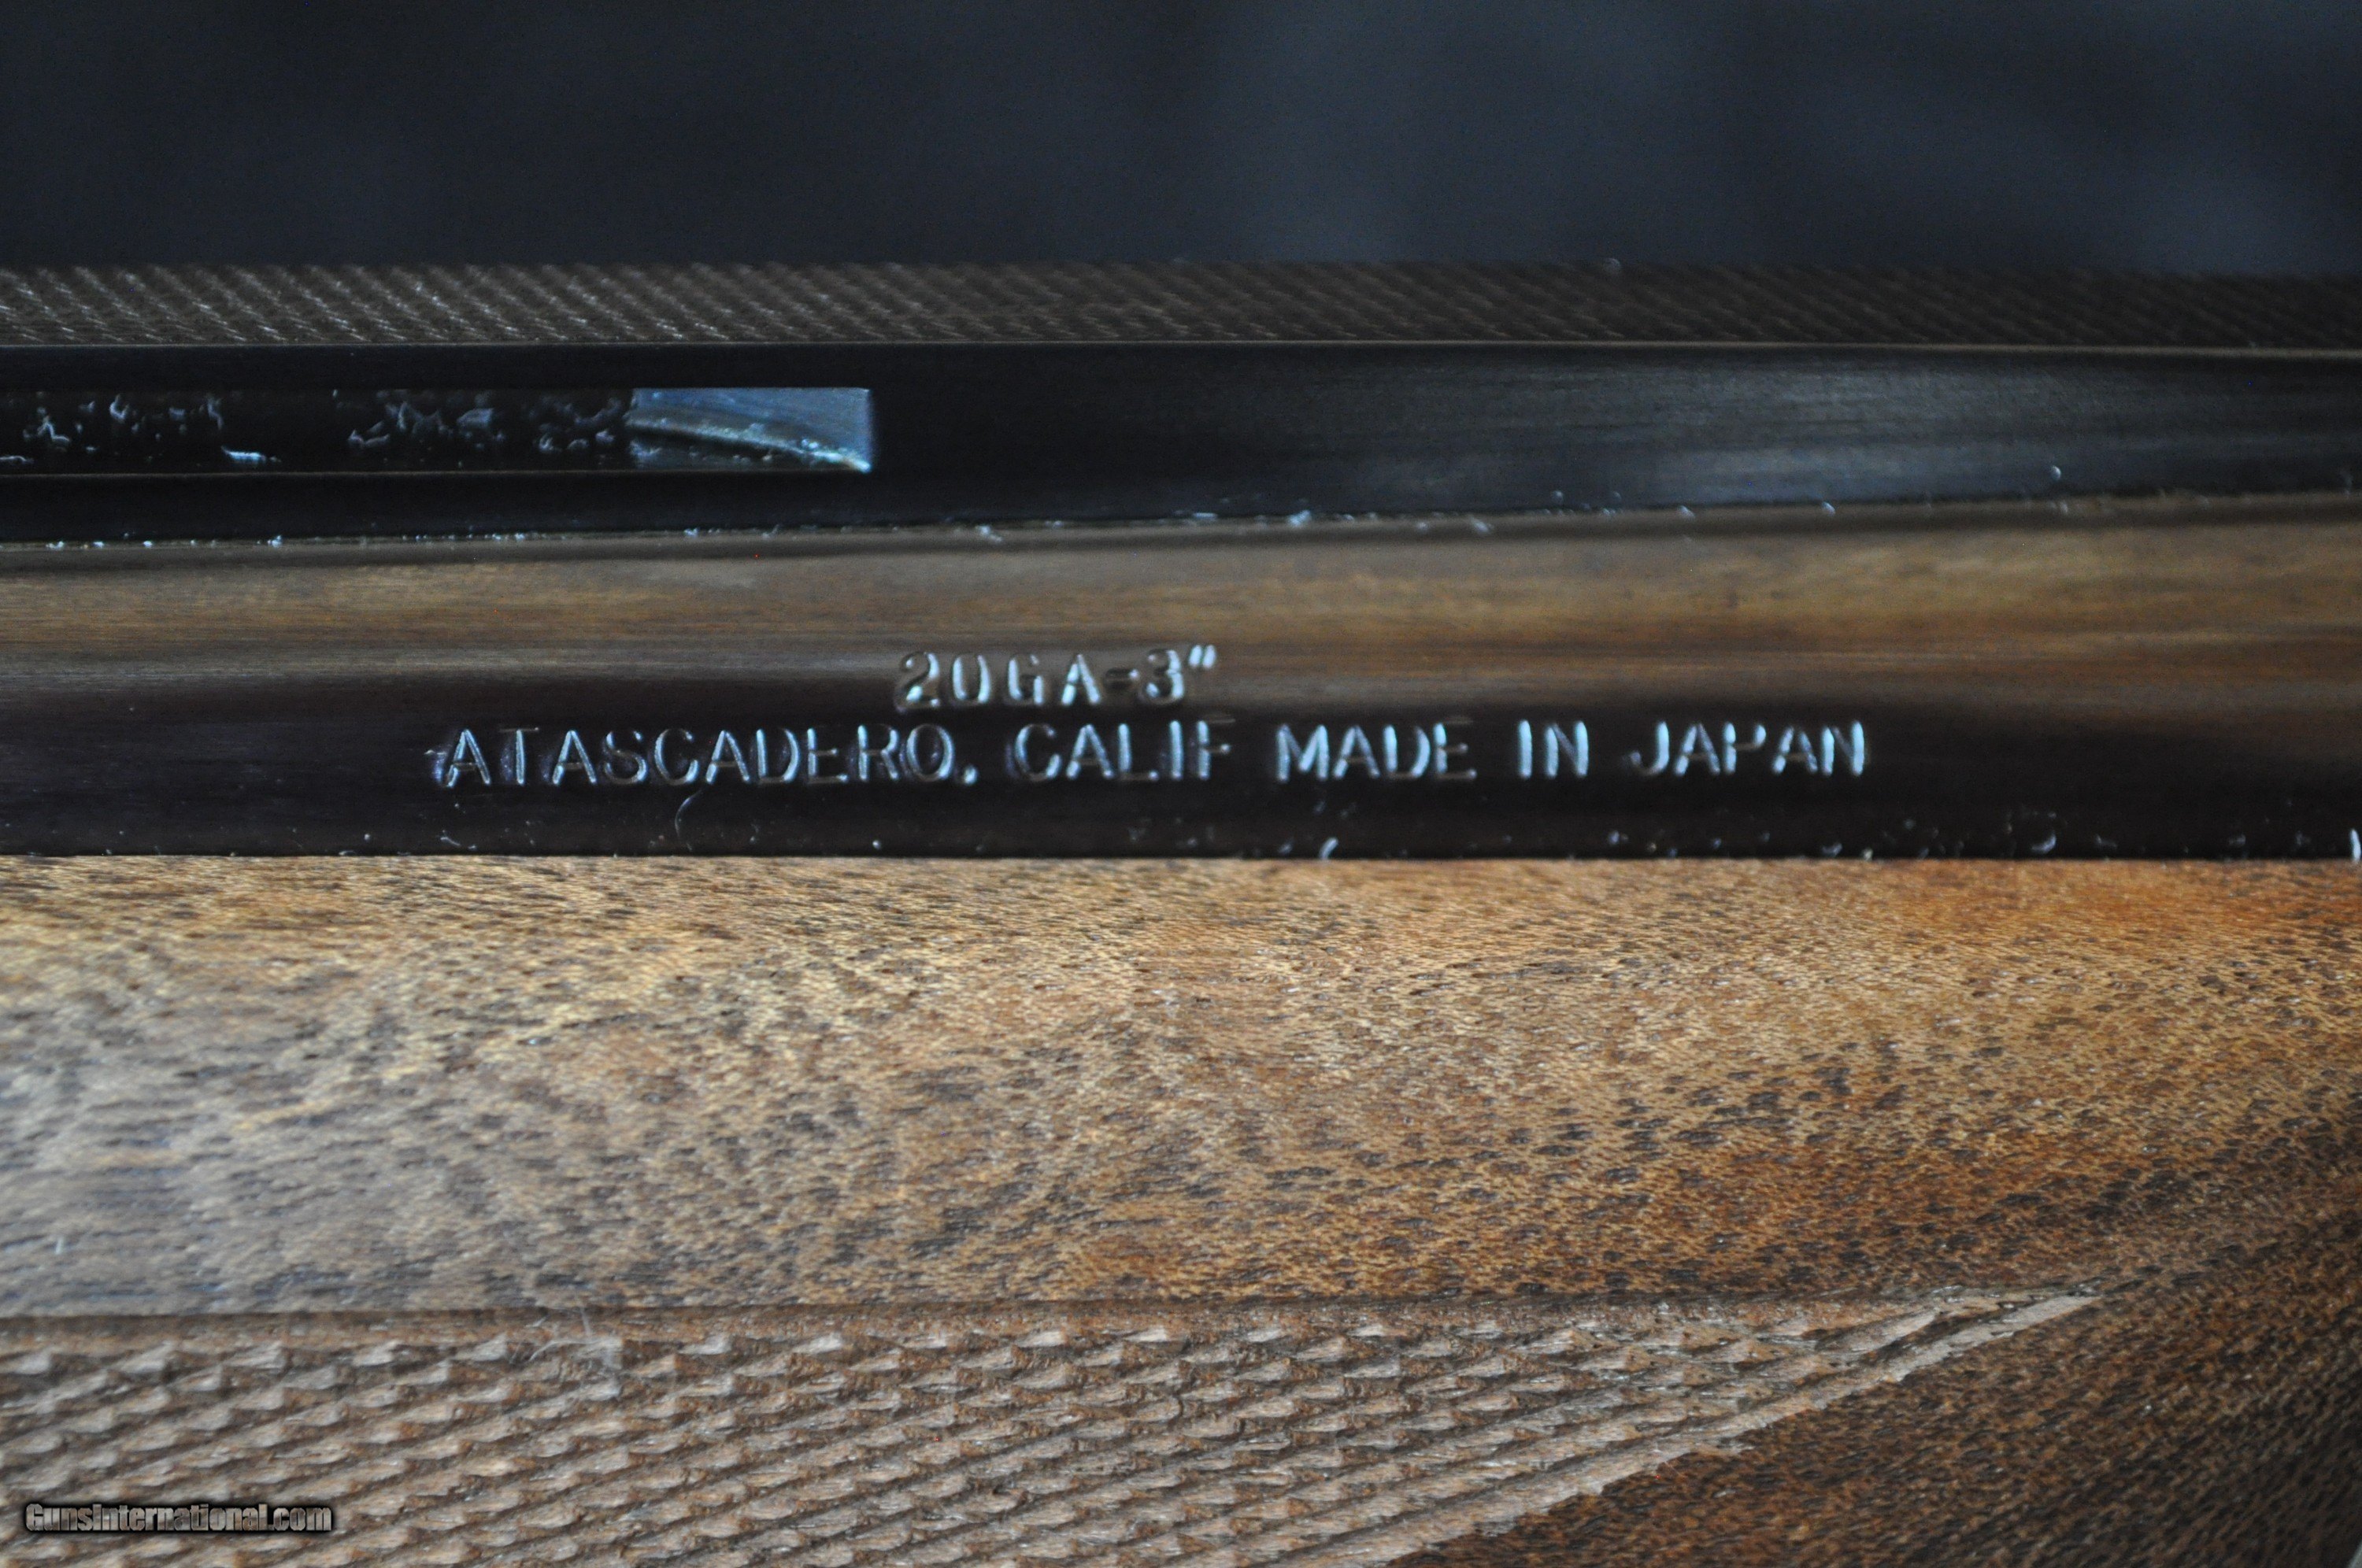 20GA-3"
ATASCADERO, CALIF MADE IN JAPAN
GunsInternational.com